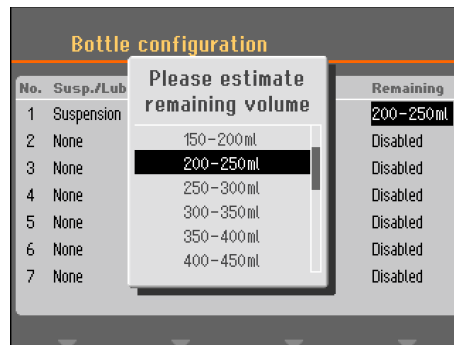 Bottle configuration
No. Susp./Lub Remaining
Please estimate
remaining volume
1 Suspension 200-250ml
2 None Disabled
3 None Disabled
4 None Disabled
5 None Disabled
6 None Disabled
7 None Disabled
150-200ml
200-250ml
250-300ml
300-350ml
350-400ml
400-450ml